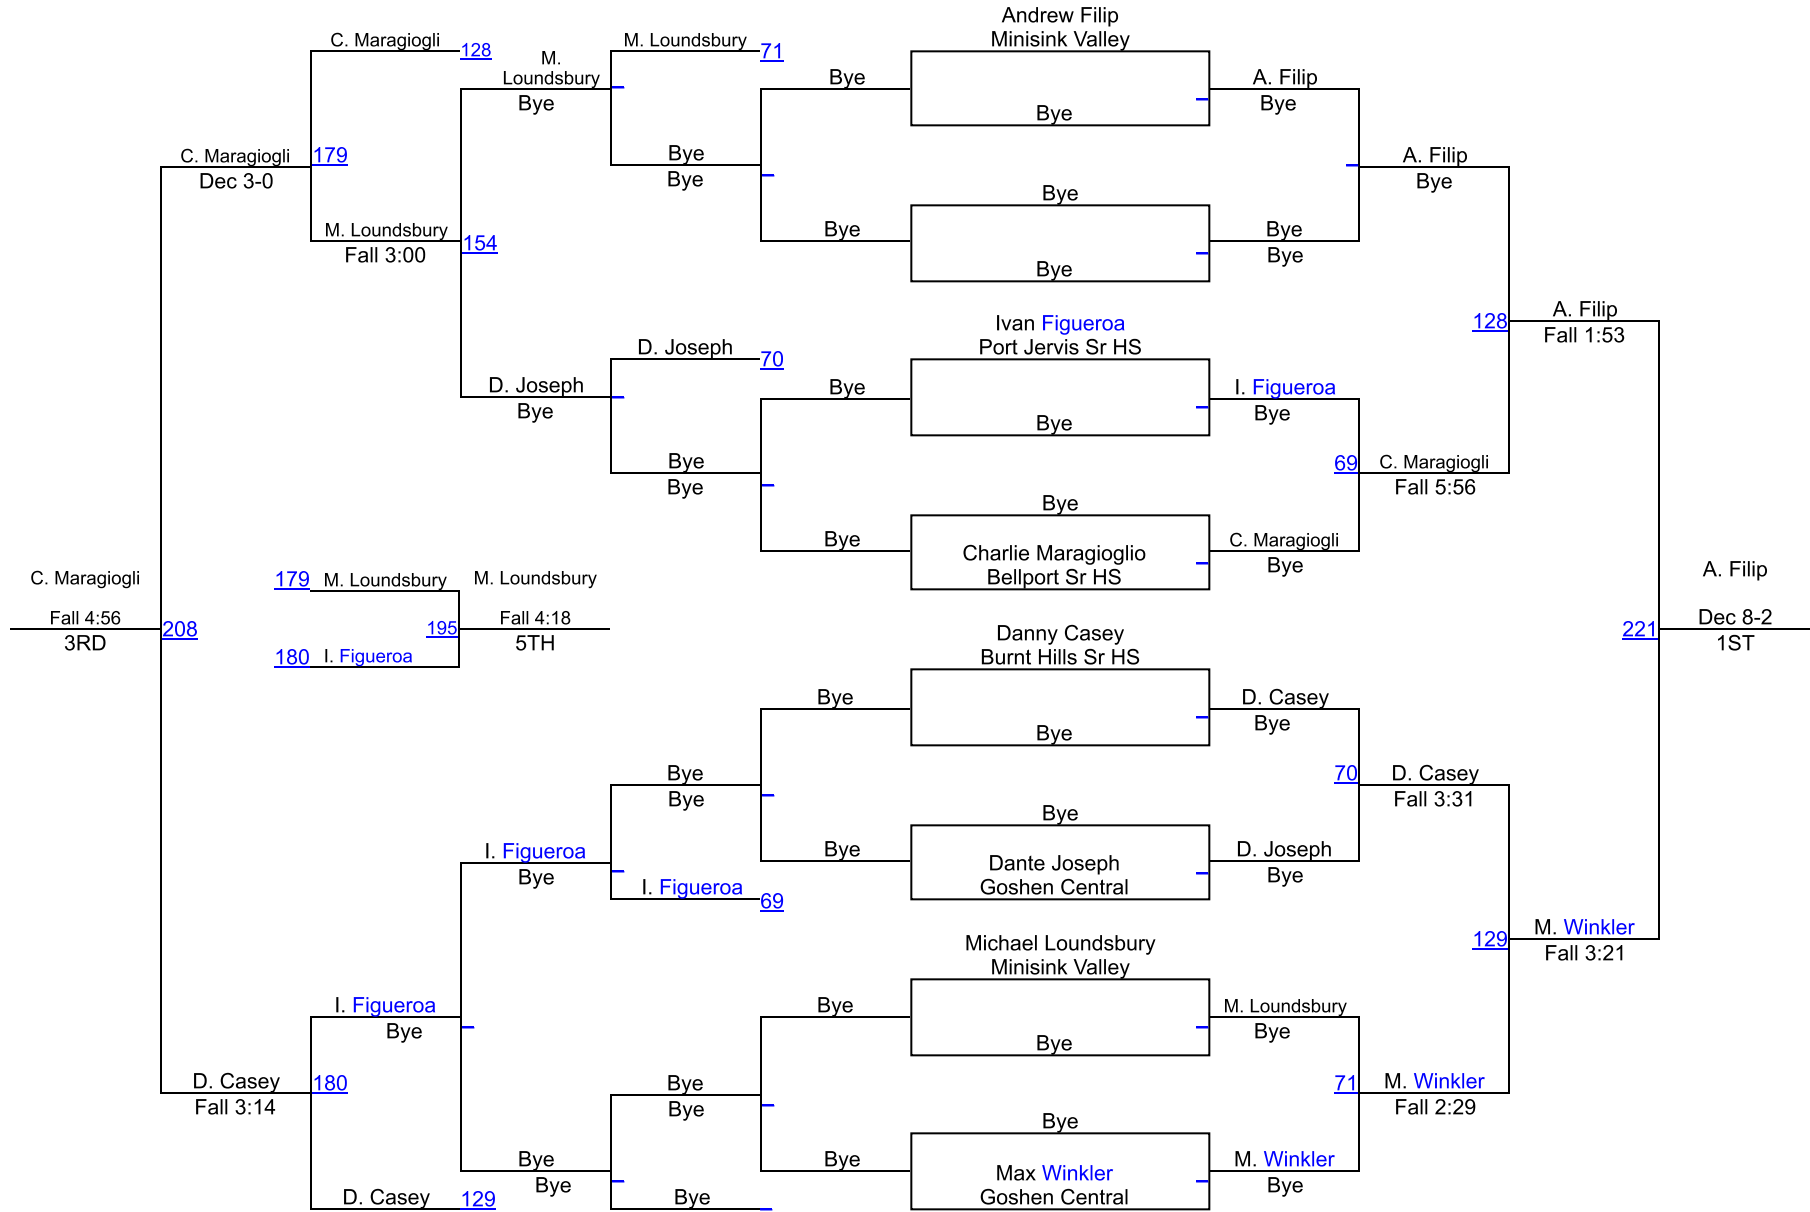 Andrew Filip
Minisink Valley
C. Maragiogli
128
M.
Loundsbury
Bye
M. Loundsbury
71
Bye
Bye
A. Filip
Bye
C. Maragiogli
179
Dec 3-0
Bye
Bye
A. Filip
Bye
Bye
M. Loundsbury
154
Fall 3:00
Bye
Bye
Bye
Bye
Ivan Figueroa
Port Jervis Sr HS
128
A. Filip
Fall 1:53
D. Joseph
70
D. Joseph
Bye
Bye
Bye
I. Figueroa
Bye
Bye
Bye
69
C. Maragiogli
Fall 5:56
Bye
Bye
Charlie Maragioglio
Bellport Sr HS
C. Maragiogli
Bye
C. Maragiogli
Fall 4:56
3RD
208
179
M. Loundsbury
M. Loundsbury
195
Fall 4:18
5TH
180
I. Figueroa
A. Filip
221
Dec 8-2
1ST
Danny Casey
Burnt Hills Sr HS
Bye
Bye
D. Casey
Bye
Bye
Bye
70
D. Casey
Fall 3:31
Bye
I. Figueroa
Bye
Bye
Dante Joseph
Goshen Central
D. Joseph
Bye
I. Figueroa
69
Michael Loundsbury
Minisink Valley
129
M. Winkler
Fall 3:21
I. Figueroa
Bye
Bye
Bye
M. Loundsbury
Bye
D. Casey
180
Fall 3:14
Bye
Bye
71
M. Winkler
Fall 2:29
Bye
Bye
Bye
Bye
Max Winkler
Goshen Central
M. Winkler
Bye
D. Casey
129
Bye